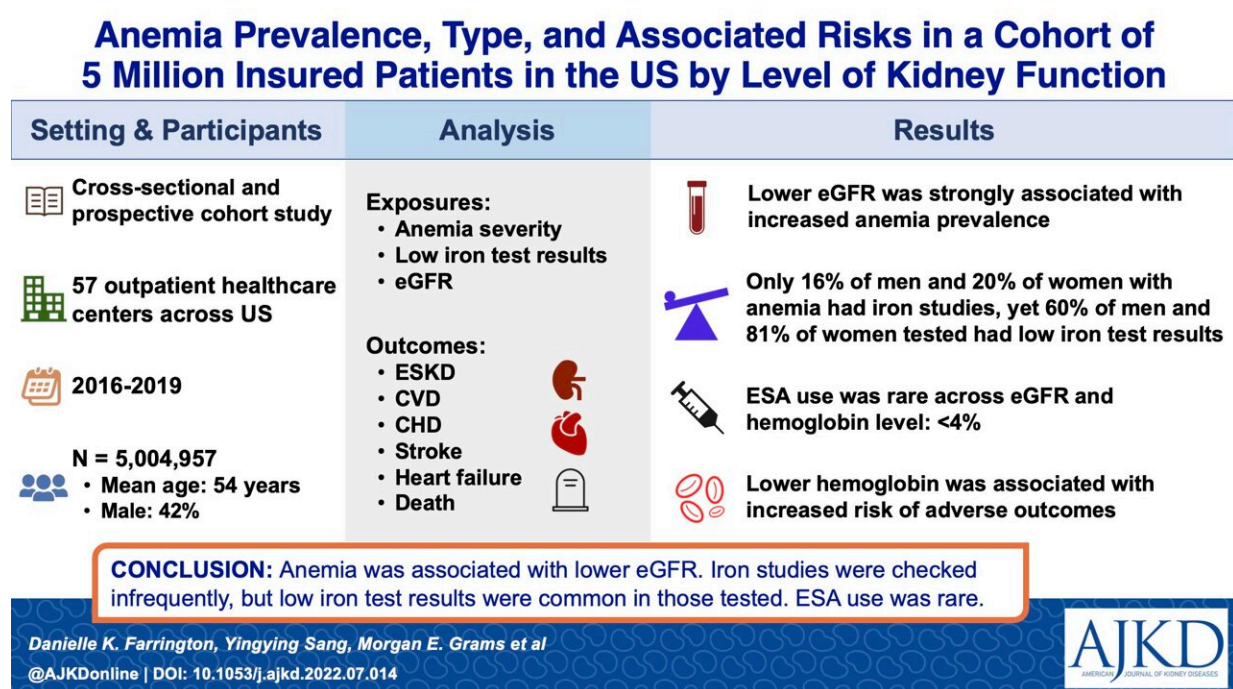 Anemia Prevalence, Type, and Associated Risks in a Cohort of
5 Million Insured Patients in the US by Level of Kidney Function
Setting & Participants
Cross-sectional and
prospective cohort study
57 outpatient healthcare
centers across US
2016-2019
N = 5,004,957
• Mean age: 54 years
• Male: 42%
Analysis
Exposures:
• Anemia severity
• Low iron test results
• eGFR
Outcomes:
• ESKD
• CVD
• CHD
• Stroke
• Heart failure
• Death
Results
Lower eGFR was strongly associated with
increased anemia prevalence
Only 16% of men and 20% of women with
anemia had iron studies, yet 60% of men and
81% of women tested had low iron test results
ESA use was rare across eGFR and
hemoglobin level: <4%
Lower hemoglobin was associated with
increased risk of adverse outcomes
CONCLUSION: Anemia was associated with lower eGFR. Iron studies were checked
infrequently, but low iron test results were common in those tested. ESA use was rare.
Danielle K. Farrington, Yingying Sang, Morgan E. Grams et al
@AJKDonline | DOI: 10.1053/j.ajkd.2022.07.014
AJKD
AMERICAN JOURNAL OF KIDNEY DISEASES